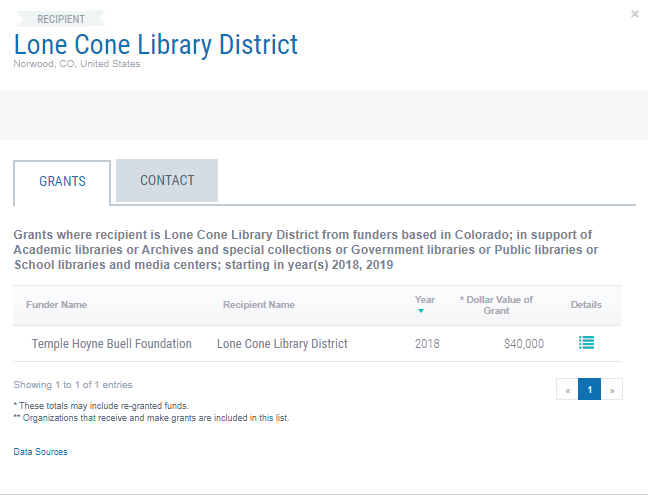 RECIPIENT
×
Lone Cone Library District
Norwood, CO, United States
GRANTS
CONTACT
Grants where recipient is Lone Cone Library District from funders based in Colorado; in support of
Academic libraries or Archives and special collections or Government libraries or Public libraries or
School libraries and media centers; starting in year(s) 2018, 2019
Funder Name Recipient Name Year * Dollar Value of Details
Grant
Temple Hoyne Buell Foundation Lone Cone Library District 2018 $40,000
Showing 1 to 1 of 1 entries
« 1 »
* These totals may include re-granted funds.
** Organizations that receive and make grants are included in this list.
Data Sources